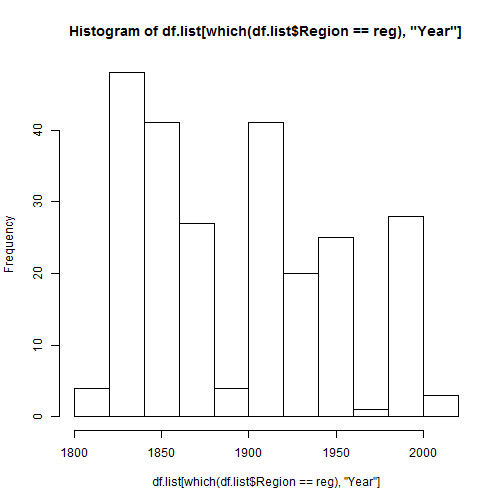 Histogram of df.list[which(df.list$Region == reg), "Year"]
Frequency
40
30
20
10
0
1800 1850 1900 1950 2000
df.list[which(df.list$Region == reg), "Year"]